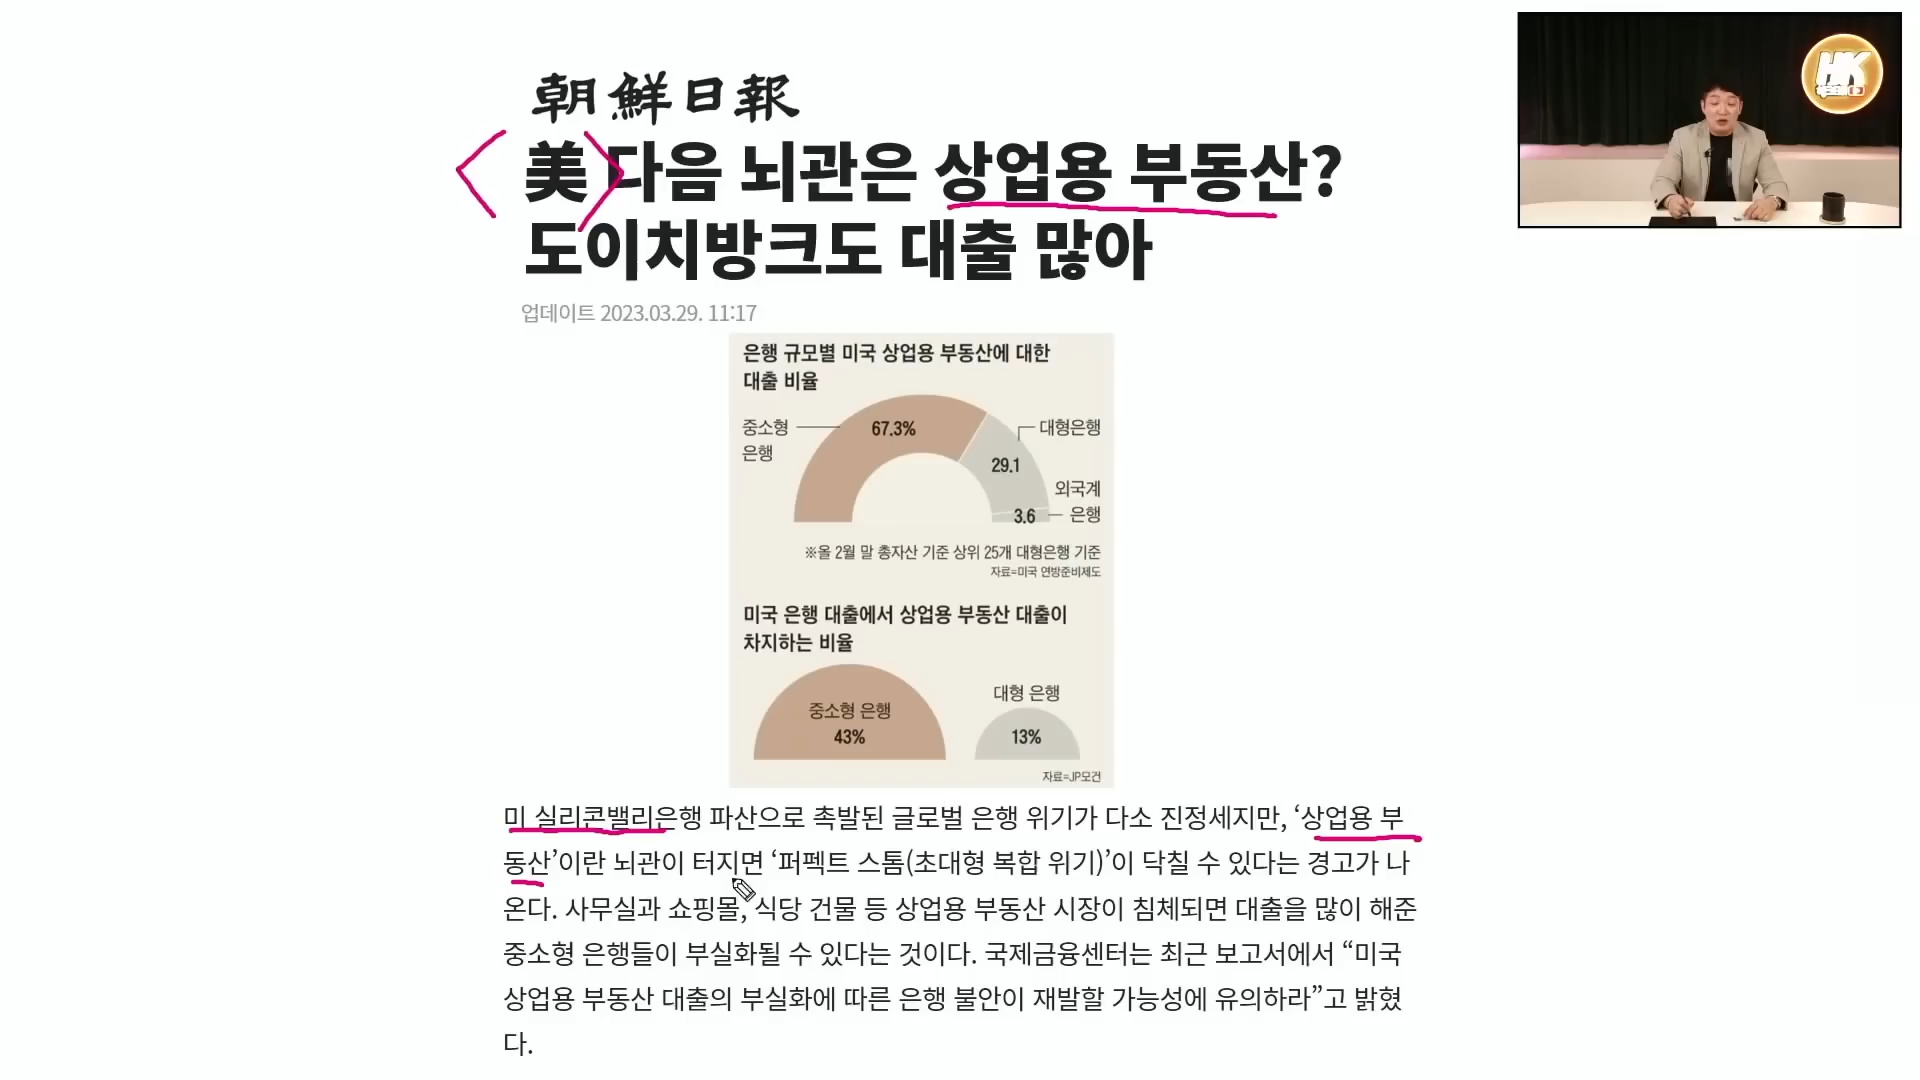 朝鮮日報
美 다음 뇌관은 상업용 부동산?
도이치방크도 대출 많아
업데이트 2023.03.29. 11:17
은행 규모별 미국 상업용 부동산에 대한
대출 비율
중소형
은행
67.3%
대형은행
29.1
외국계
은행
3.6
※올 2월 말 총자산 기준 상위 25개 대형은행 기준
자료=미국 연방준비제도
미국 은행 대출에서 상업용 부동산 대출이
차지하는 비율
중소형 은행
43%
대형 은행
13%
자료=JP모건
미 실리콘밸리은행 파산으로 촉발된 글로벌 은행 위기가 다소 진정세지만, ‘상업용 부
동산’이란 뇌관이 터지면 ‘퍼펙트 스톰(초대형 복합 위기)’이 닥칠 수 있다는 경고가 나
온다. 사무실과 쇼핑몰, 식당 건물 등 상업용 부동산 시장이 침체되면 대출을 많이 해준
중소형 은행들이 부실화될 수 있다는 것이다. 국제금융센터는 최근 보고서에서 “미국
상업용 부동산 대출의 부실화에 따른 은행 불안이 재발할 가능성에 유의하라”고 밝혔
다.
HK